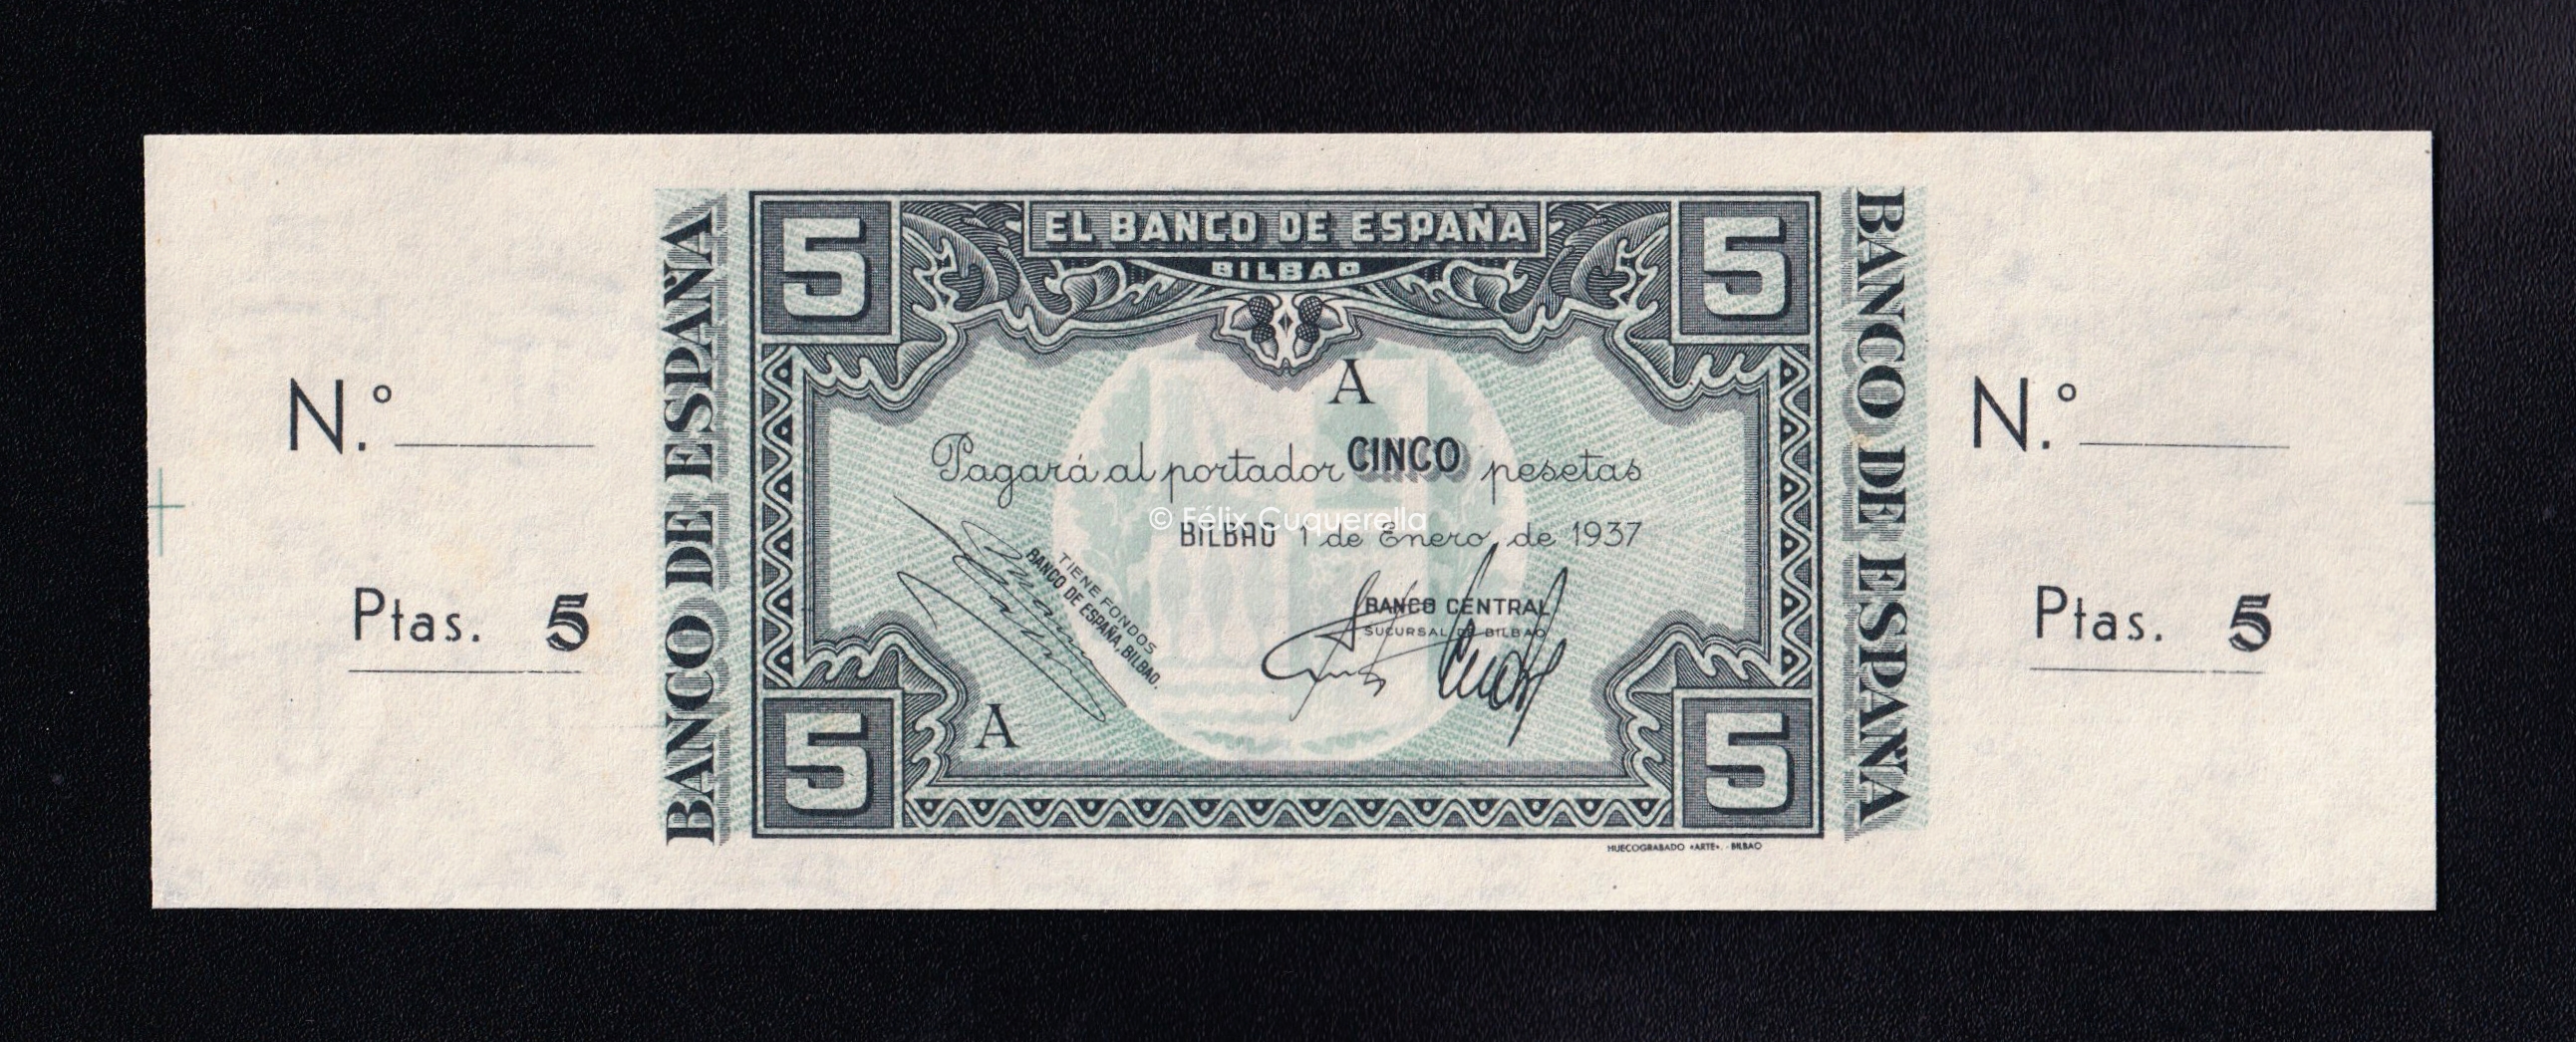 N.º
Ptas. 5
BANCO DE ESPAÑA
5
EL BANCO DE ESPAÑA
BILBAO
5
A
Pagará al portador CINCO pesetas
© Félix Cuquerella
BILBAO 1 de Enero, de 1937
TIENE FONDOS
BANCO DE ESPAÑA, BILBAO.
BANCO CENTRAL
SUCURSAL DE BILBAO
A
5
5
HUECOGRABADO «ARTE». - BILBAO
BANCO DE ESPAÑA
N.º
Ptas. 5